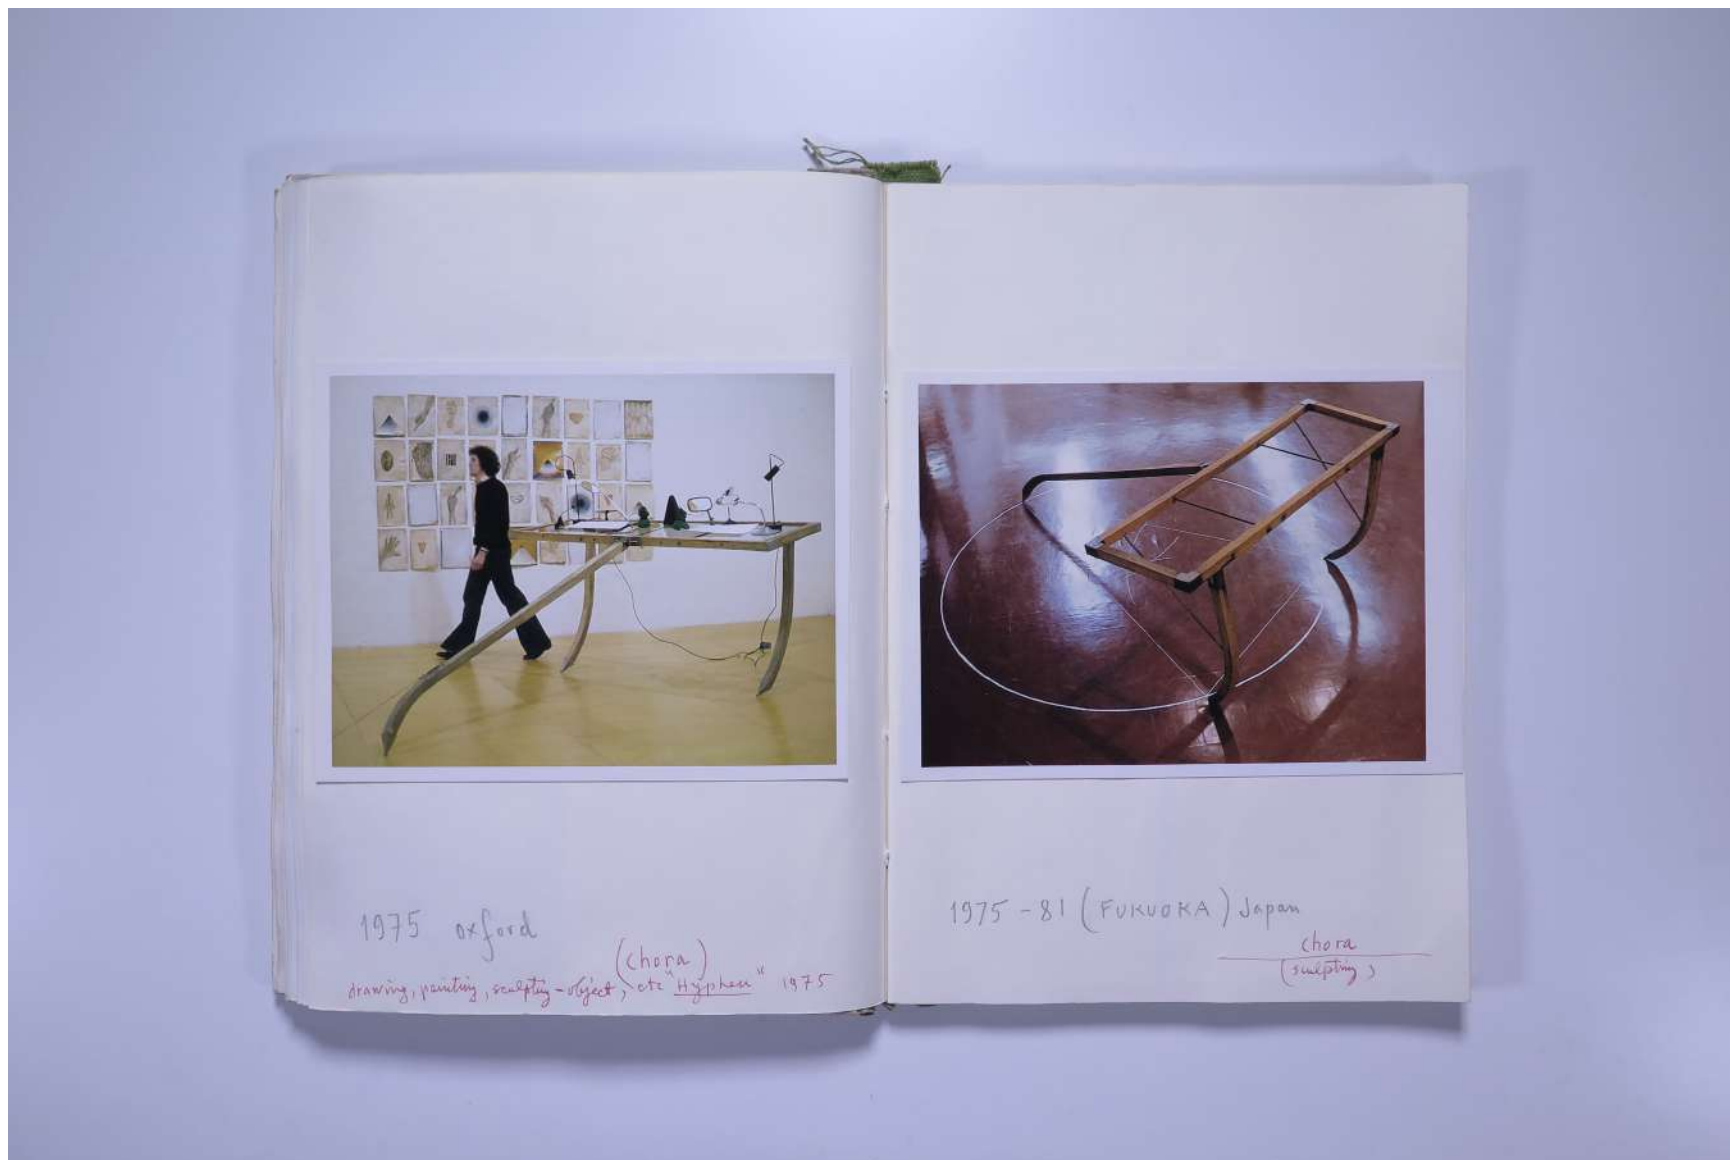 1975 oxford
(chora)
drawing, painting, sculpting-object, etc "Hyphen" 1975
1975-81 (FUKUOKA) Japan
chora
(sculpting)